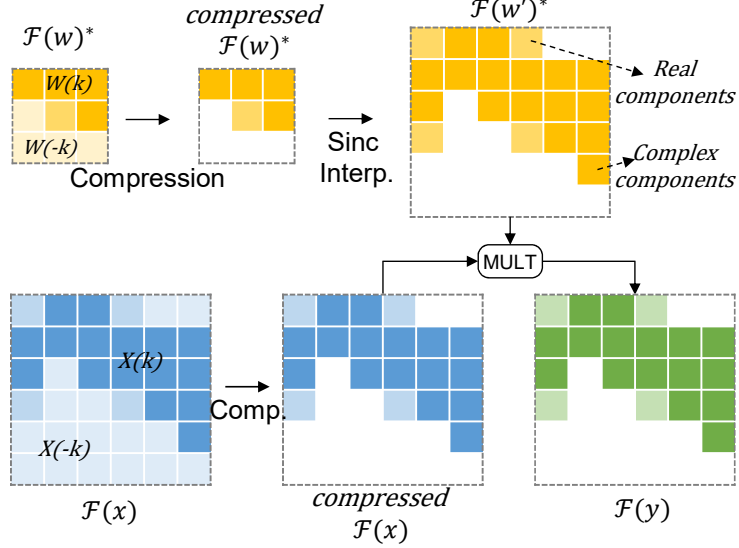 ℱ(w)*
compressed
ℱ(w)*
ℱ(w')*
W(k)
W(-k)
Compression
Sinc
Interp.
Real
components
Complex
components
MULT
X(k)
X(-k)
Comp.
ℱ(x)
compressed
ℱ(x)
ℱ(y)